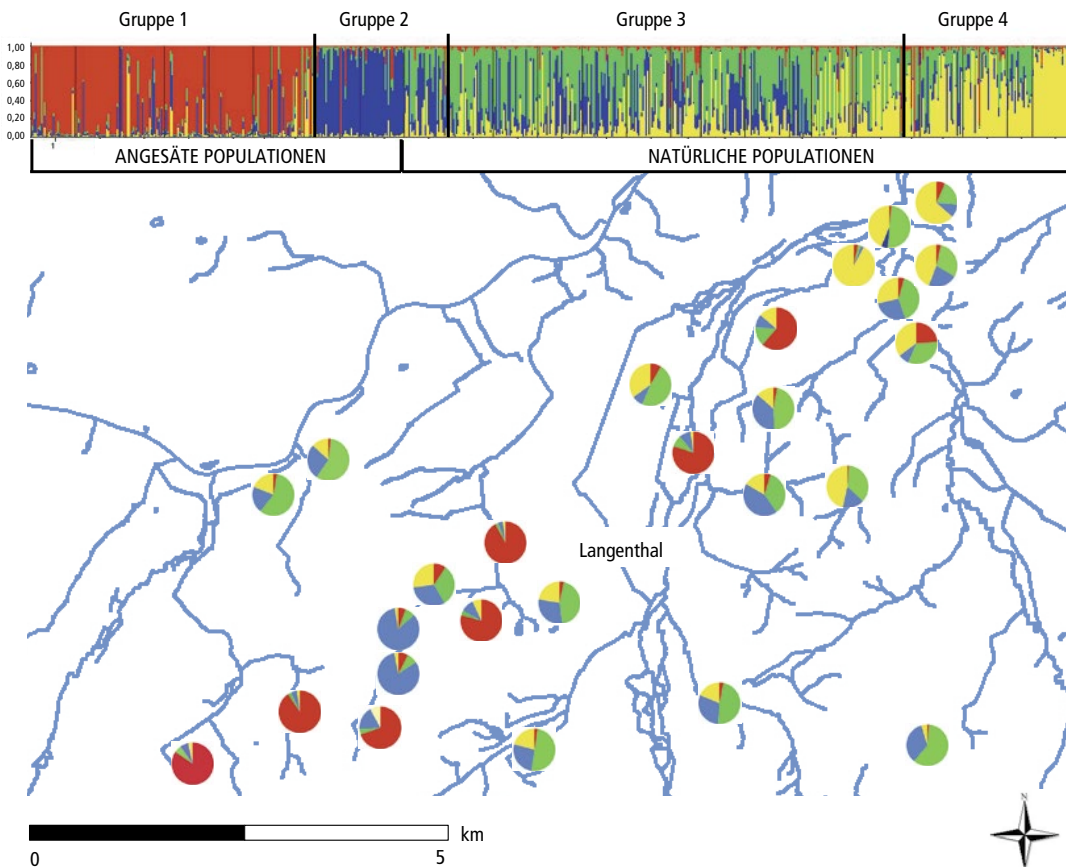 Gruppe 1 Gruppe 2 Gruppe 3 Gruppe 4
1,00
0,80
0,60
0,40
0,20
0,00
1
ANGESÄTE POPULATIONEN NATÜRLICHE POPULATIONEN
Langenthal
N
km
0 5